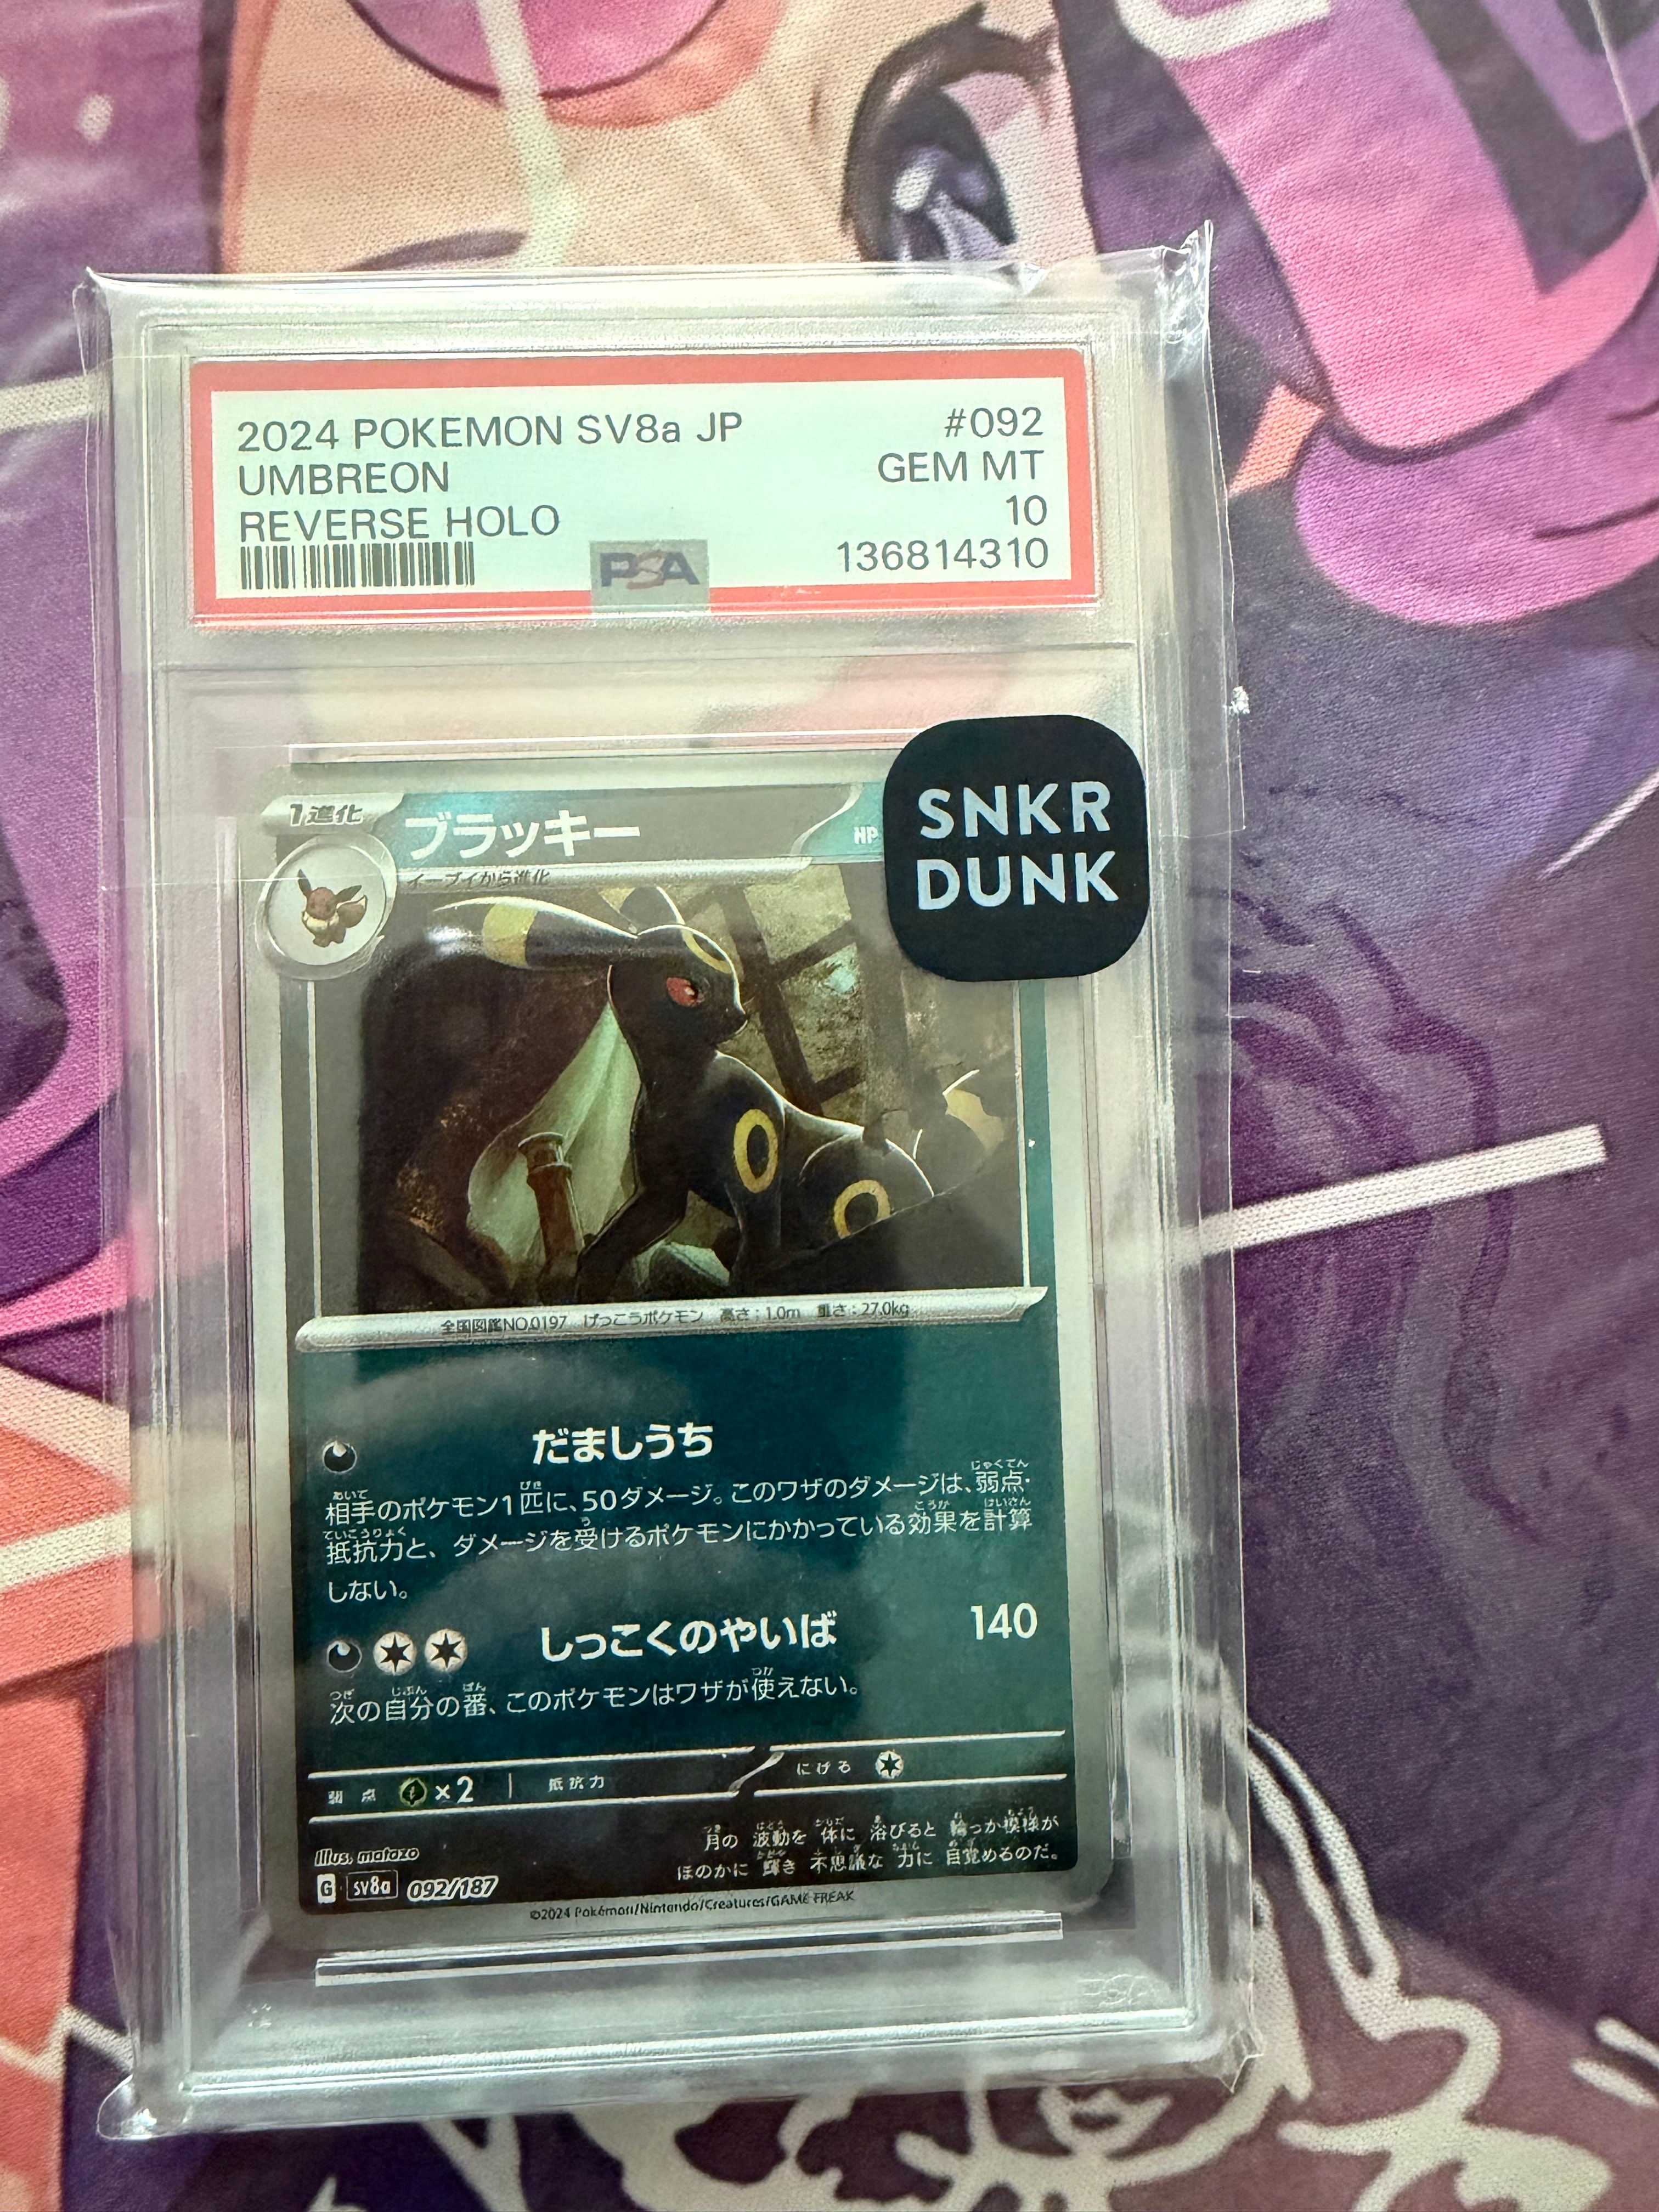 2024 POKEMON SV8a JP #092
UMBREON GEM MT
REVERSE HOLO 10
PSA 136814310
SNKR
DUNK
1進化 ブラッキー HP
イーブイから進化
全国図鑑NO.0197 げっこうポケモン 高さ:1.0m 重さ:27.0kg
だましうち
相手のポケモン1匹に、50ダメージ。このワザのダメージは、弱点・
抵抗力と、ダメージを受けるポケモンにかかっている効果を計算
しない。
しっこくのやいば 140
次の自分の番、このポケモンはワザが使えない。
弱点 ×2 抵抗力 にげる
Illus. matazo
月の波動を体に浴びると輪っか模様が
ほのかに輝き不思議な力に目覚めるのだ。
G sv8a 092/187
©2024 Pokémon/Nintendo/Creatures/GAME FREAK